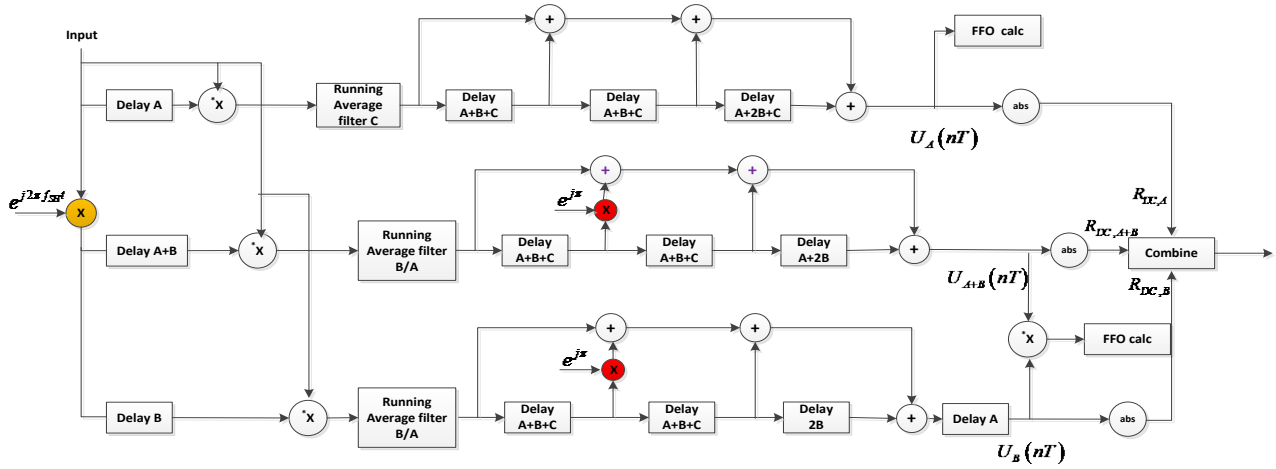 Input
Delay A
*X
Running
Average
filter C
+
+
Delay
A+B+C
Delay
A+B+C
Delay
A+2B+C
+
FFO calc
abs
U_A(nT)
R_{DC,A}
e^{j2π f_{SH} t}
X
Delay A+B
*X
Running
Average filter
B/A
+
+
e^{jπ}
X
Delay
A+B+C
Delay
A+B+C
Delay
A+2B
+
U_{A+B}(nT)
abs
R_{DC,A+B}
Combine
R_{DC,B}
*X
FFO calc
Delay B
*X
Running
Average filter
B/A
+
+
e^{jπ}
X
Delay
A+B+C
Delay
A+B+C
Delay
2B
+
Delay A
abs
U_B(nT)